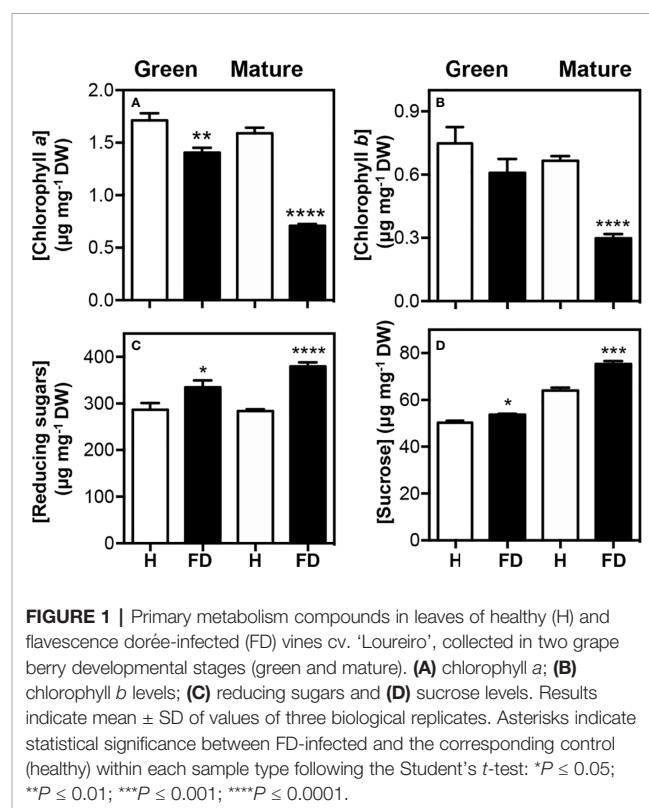 Green Mature Green Mature
A
[Chlorophyll a]
(µg mg-1 DW)
2.0
1.5
1.0
0.5
0.0
**
****
B
[Chlorophyll b]
(µg mg-1 DW)
0.9
0.6
0.3
0.0
****
C
[Reducing sugars]
(µg mg-1 DW)
400
300
200
100
0
*
****
H FD H FD
D
[Sucrose] (µg mg-1 DW)
80
60
40
20
0
*
***
H FD H FD
FIGURE 1 | Primary metabolism compounds in leaves of healthy (H) and
flavescence dorée-infected (FD) vines cv. ‘Loureiro’, collected in two grape
berry developmental stages (green and mature). (A) chlorophyll a; (B)
chlorophyll b levels; (C) reducing sugars and (D) sucrose levels. Results
indicate mean ± SD of values of three biological replicates. Asterisks indicate
statistical significance between FD-infected and the corresponding control
(healthy) within each sample type following the Student’s t-test: *P ≤ 0.05;
**P ≤ 0.01; ***P ≤ 0.001; ****P ≤ 0.0001.